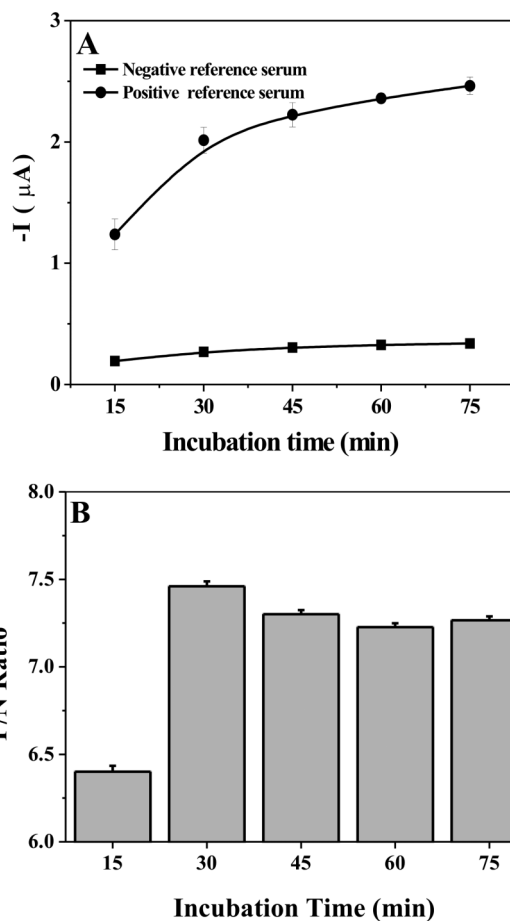 A
Negative reference serum
Positive reference serum
3
2
1
0
-I ( μA)
15 30 45 60 75
Incubation time (min)
B
8.0
7.5
7.0
6.5
6.0
/N Ratio
15 30 45 60 75
Incubation Time (min)